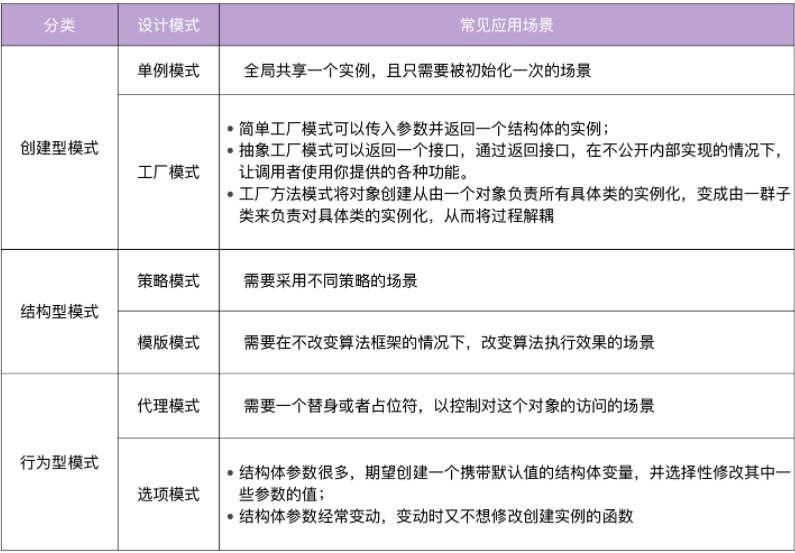 分类 设计模式 常见应用场景
创建型模式
单例模式 全局共享一个实例，且只需要被初始化一次的场景
工厂模式
• 简单工厂模式可以传入参数并返回一个结构体的实例；
• 抽象工厂模式可以返回一个接口，通过返回接口，在不公开内部实现的情况下，
让调用者使用你提供的各种功能。
• 工厂方法模式将对象创建从由一个对象负责所有具体类的实例化，变成由一群子
类来负责对具体类的实例化，从而将过程解耦
结构型模式
策略模式 需要采用不同策略的场景
模版模式 需要在不改变算法框架的情况下，改变算法执行效果的场景
行为型模式
代理模式 需要一个替身或者占位符，以控制对这个对象的访问的场景
选项模式
• 结构体参数很多，期望创建一个携带默认值的结构体变量，并选择性修改其中一
些参数的值；
• 结构体参数经常变动，变动时又不想修改创建实例的函数